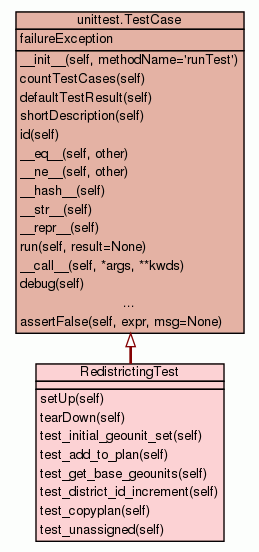 unittest.TestCase
failureException
__init__(self, methodName='runTest')
countTestCases(self)
defaultTestResult(self)
shortDescription(self)
id(self)
__eq__(self, other)
__ne__(self, other)
__hash__(self)
__str__(self)
__repr__(self)
run(self, result=None)
__call__(self, *args, **kwds)
debug(self)
...
assertFalse(self, expr, msg=None)
RedistrictingTest
setUp(self)
tearDown(self)
test_initial_geounit_set(self)
test_add_to_plan(self)
test_get_base_geounits(self)
test_district_id_increment(self)
test_copyplan(self)
test_unassigned(self)